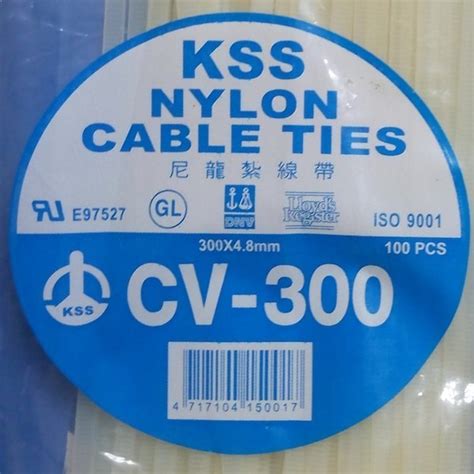 KSS
NYLON
CABLE TIES
尼龍紮線帶
RU E97527 GL DNV Lloyd's Register ISO 9001
300X4.8mm 100 PCS
KSS CV-300
4 717104 150017